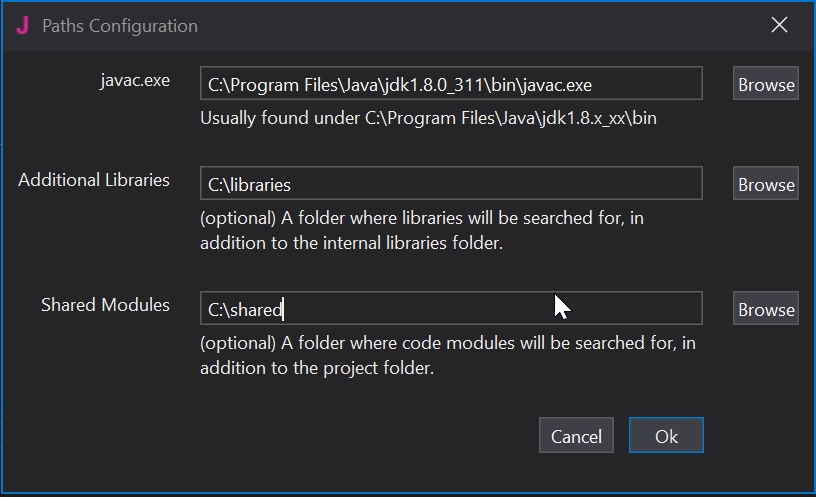 J Paths Configuration
javac.exe C:\Program Files\Java\jdk1.8.0_311\bin\javac.exe Browse
Usually found under C:\Program Files\Java\jdk1.8.x_xx\bin
Additional Libraries C:\libraries Browse
(optional) A folder where libraries will be searched for, in
addition to the internal libraries folder.
Shared Modules C:\shared Browse
(optional) A folder where code modules will be searched for, in
addition to the project folder.
Cancel Ok